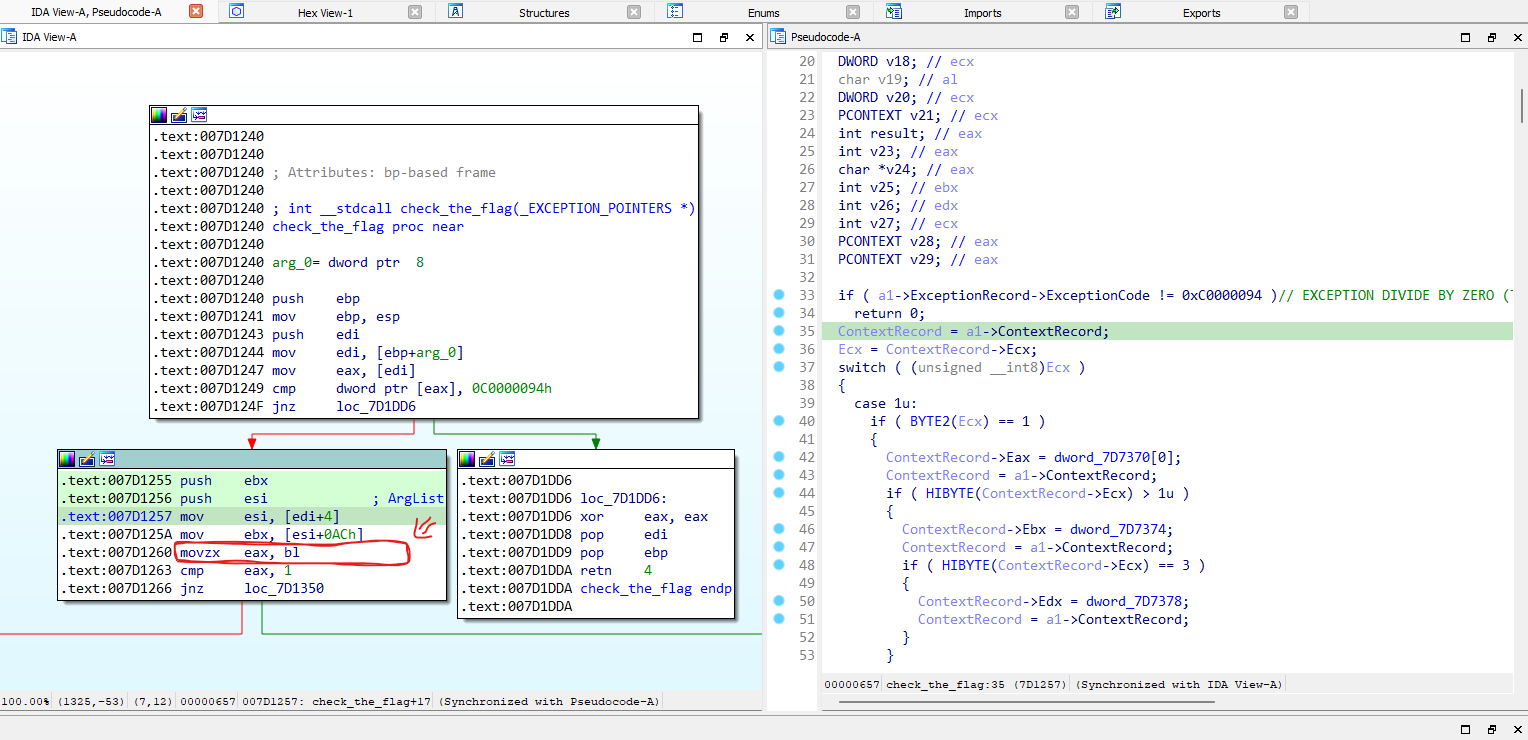 IDA View-A, Pseudocode-A
Hex View-1
Structures
Enums
Imports
Exports
IDA View-A
.text:007D1240
.text:007D1240
.text:007D1240 ; Attributes: bp-based frame
.text:007D1240
.text:007D1240 ; int __stdcall check_the_flag(_EXCEPTION_POINTERS *)
.text:007D1240 check_the_flag proc near
.text:007D1240
.text:007D1240 arg_0= dword ptr  8
.text:007D1240
.text:007D1240 push    ebp
.text:007D1241 mov     ebp, esp
.text:007D1243 push    edi
.text:007D1244 mov     edi, [ebp+arg_0]
.text:007D1247 mov     eax, [edi]
.text:007D1249 cmp     dword ptr [eax], 0C0000094h
.text:007D124F jnz     loc_7D1DD6
.text:007D1255 push    ebx
.text:007D1256 push    esi             ; ArgList
.text:007D1257 mov     esi, [edi+4]
.text:007D125A mov     ebx, [esi+0ACh]
.text:007D1260 movzx   eax, bl
.text:007D1263 cmp     eax, 1
.text:007D1266 jnz     loc_7D1350
.text:007D1DD6
.text:007D1DD6 loc_7D1DD6:
.text:007D1DD6 xor     eax, eax
.text:007D1DD8 pop     edi
.text:007D1DD9 pop     ebp
.text:007D1DDA retn    4
.text:007D1DDA check_the_flag endp
.text:007D1DDA
100.00% (1325,-53) (7,12) 00000657 007D1257: check_the_flag+17 (Synchronized with Pseudocode-A)
Pseudocode-A
20 DWORD v18; // ecx
21 char v19; // al
22 DWORD v20; // ecx
23 PCONTEXT v21; // ecx
24 int result; // eax
25 int v23; // eax
26 char *v24; // eax
27 int v25; // ebx
28 int v26; // edx
29 int v27; // ecx
30 PCONTEXT v28; // eax
31 PCONTEXT v29; // eax
32
33 if ( a1->ExceptionRecord->ExceptionCode != 0xC0000094 )// EXCEPTION DIVIDE BY ZERO (
34   return 0;
35 ContextRecord = a1->ContextRecord;
36 Ecx = ContextRecord->Ecx;
37 switch ( (unsigned __int8)Ecx )
38 {
39   case 1u:
40     if ( BYTE2(Ecx) == 1 )
41     {
42       ContextRecord->Eax = dword_7D7370[0];
43       ContextRecord = a1->ContextRecord;
44       if ( HIBYTE(ContextRecord->Ecx) > 1u )
45       {
46         ContextRecord->Ebx = dword_7D7374;
47         ContextRecord = a1->ContextRecord;
48         if ( HIBYTE(ContextRecord->Ecx) == 3 )
49         {
50           ContextRecord->Edx = dword_7D7378;
51           ContextRecord = a1->ContextRecord;
52         }
53       }
00000657 check_the_flag:35 (7D1257) (Synchronized with IDA View-A)